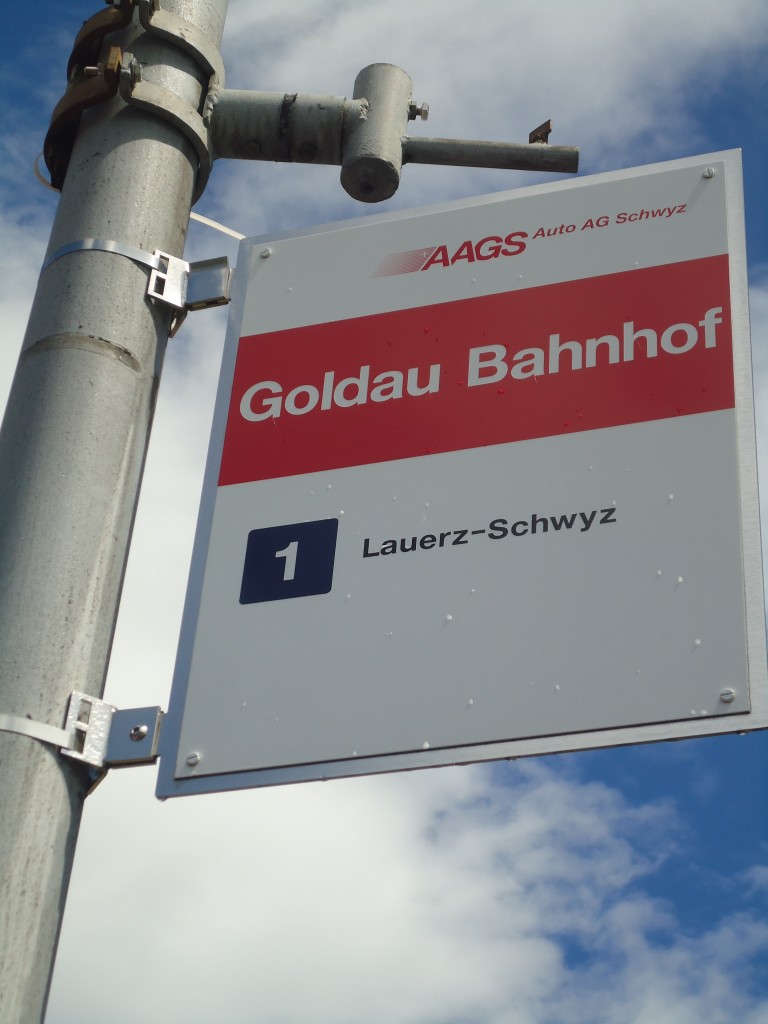 AAGS Auto AG Schwyz
Goldau Bahnhof
1 Lauerz-Schwyz